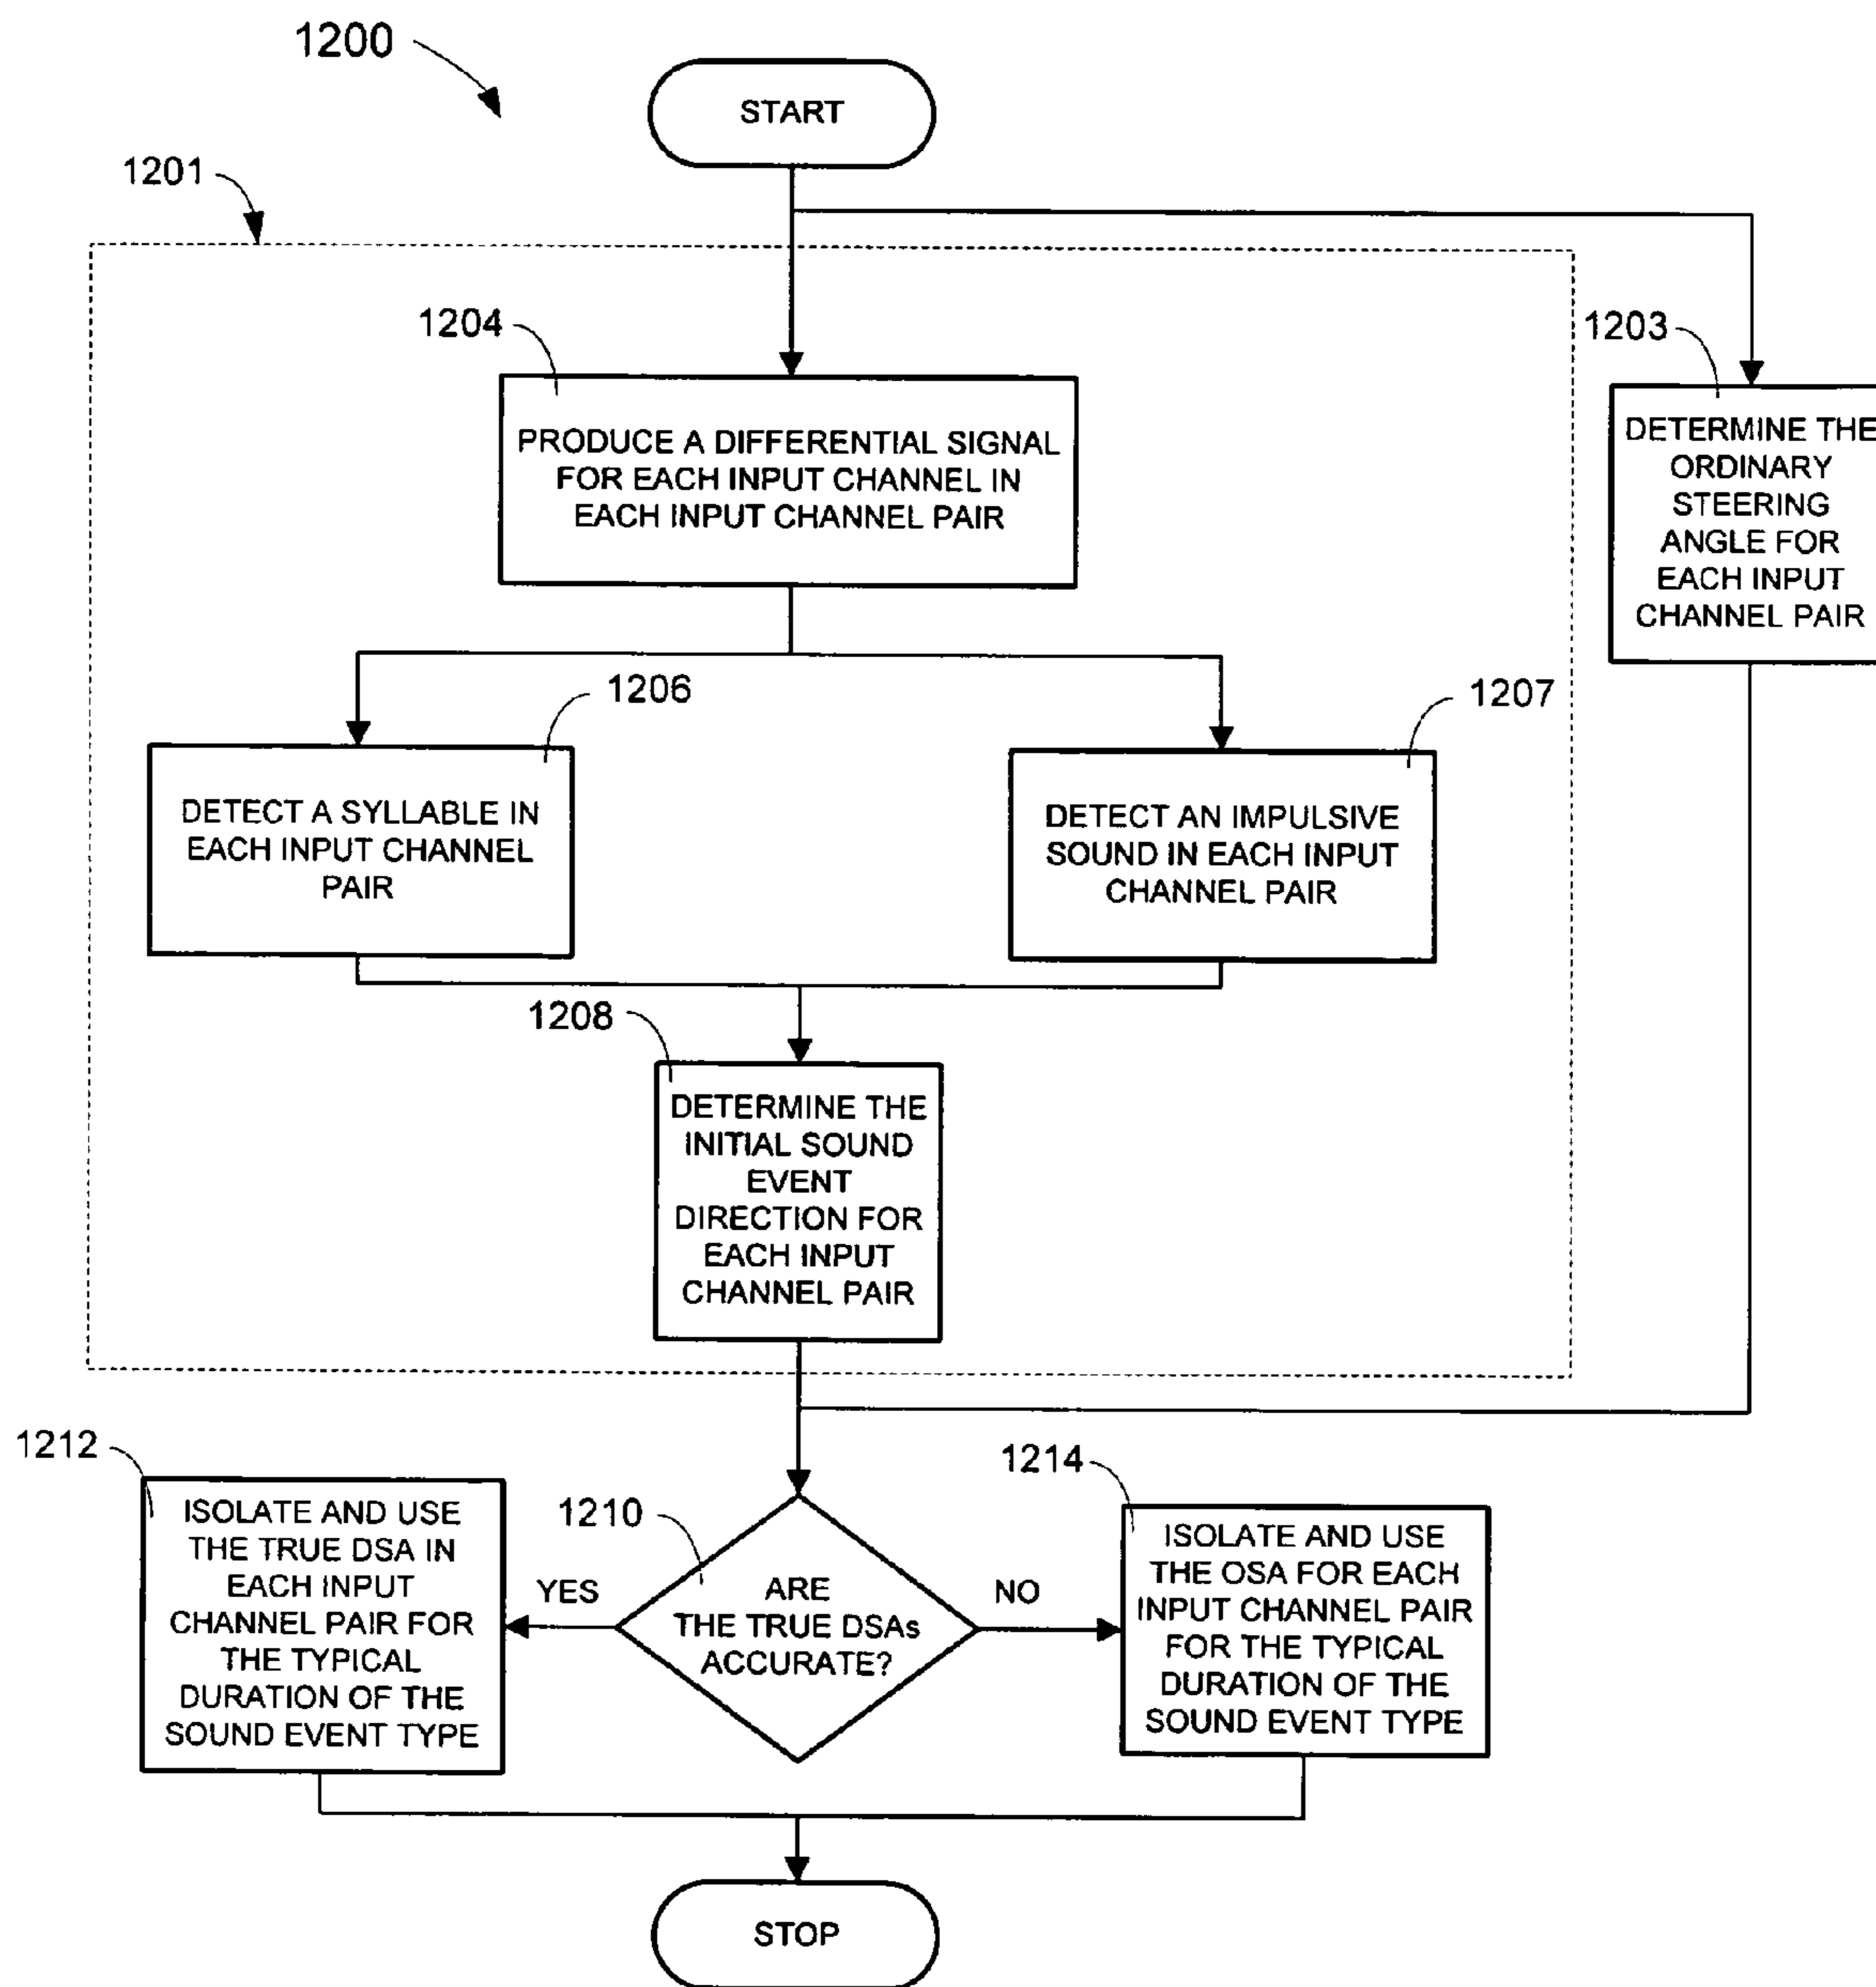 1200
START
1201
1204
1203
PRODUCE A DIFFERENTIAL SIGNAL
FOR EACH INPUT CHANNEL IN
EACH INPUT CHANNEL PAIR
DETERMINE THE
ORDINARY
STEERING
ANGLE FOR
EACH INPUT
CHANNEL PAIR
1206
1207
DETECT A SYLLABLE IN
EACH INPUT CHANNEL
PAIR
DETECT AN IMPULSIVE
SOUND IN EACH INPUT
CHANNEL PAIR
1208
DETERMINE THE
INITIAL SOUND
EVENT
DIRECTION FOR
EACH INPUT
CHANNEL PAIR
1212
1210
1214
ISOLATE AND USE
THE TRUE DSA IN
EACH INPUT
CHANNEL PAIR FOR
THE TYPICAL
DURATION OF THE
SOUND EVENT TYPE
YES
ARE
THE TRUE DSAs
ACCURATE?
NO
ISOLATE AND USE
THE OSA FOR EACH
INPUT CHANNEL PAIR
FOR THE TYPICAL
DURATION OF THE
SOUND EVENT TYPE
STOP